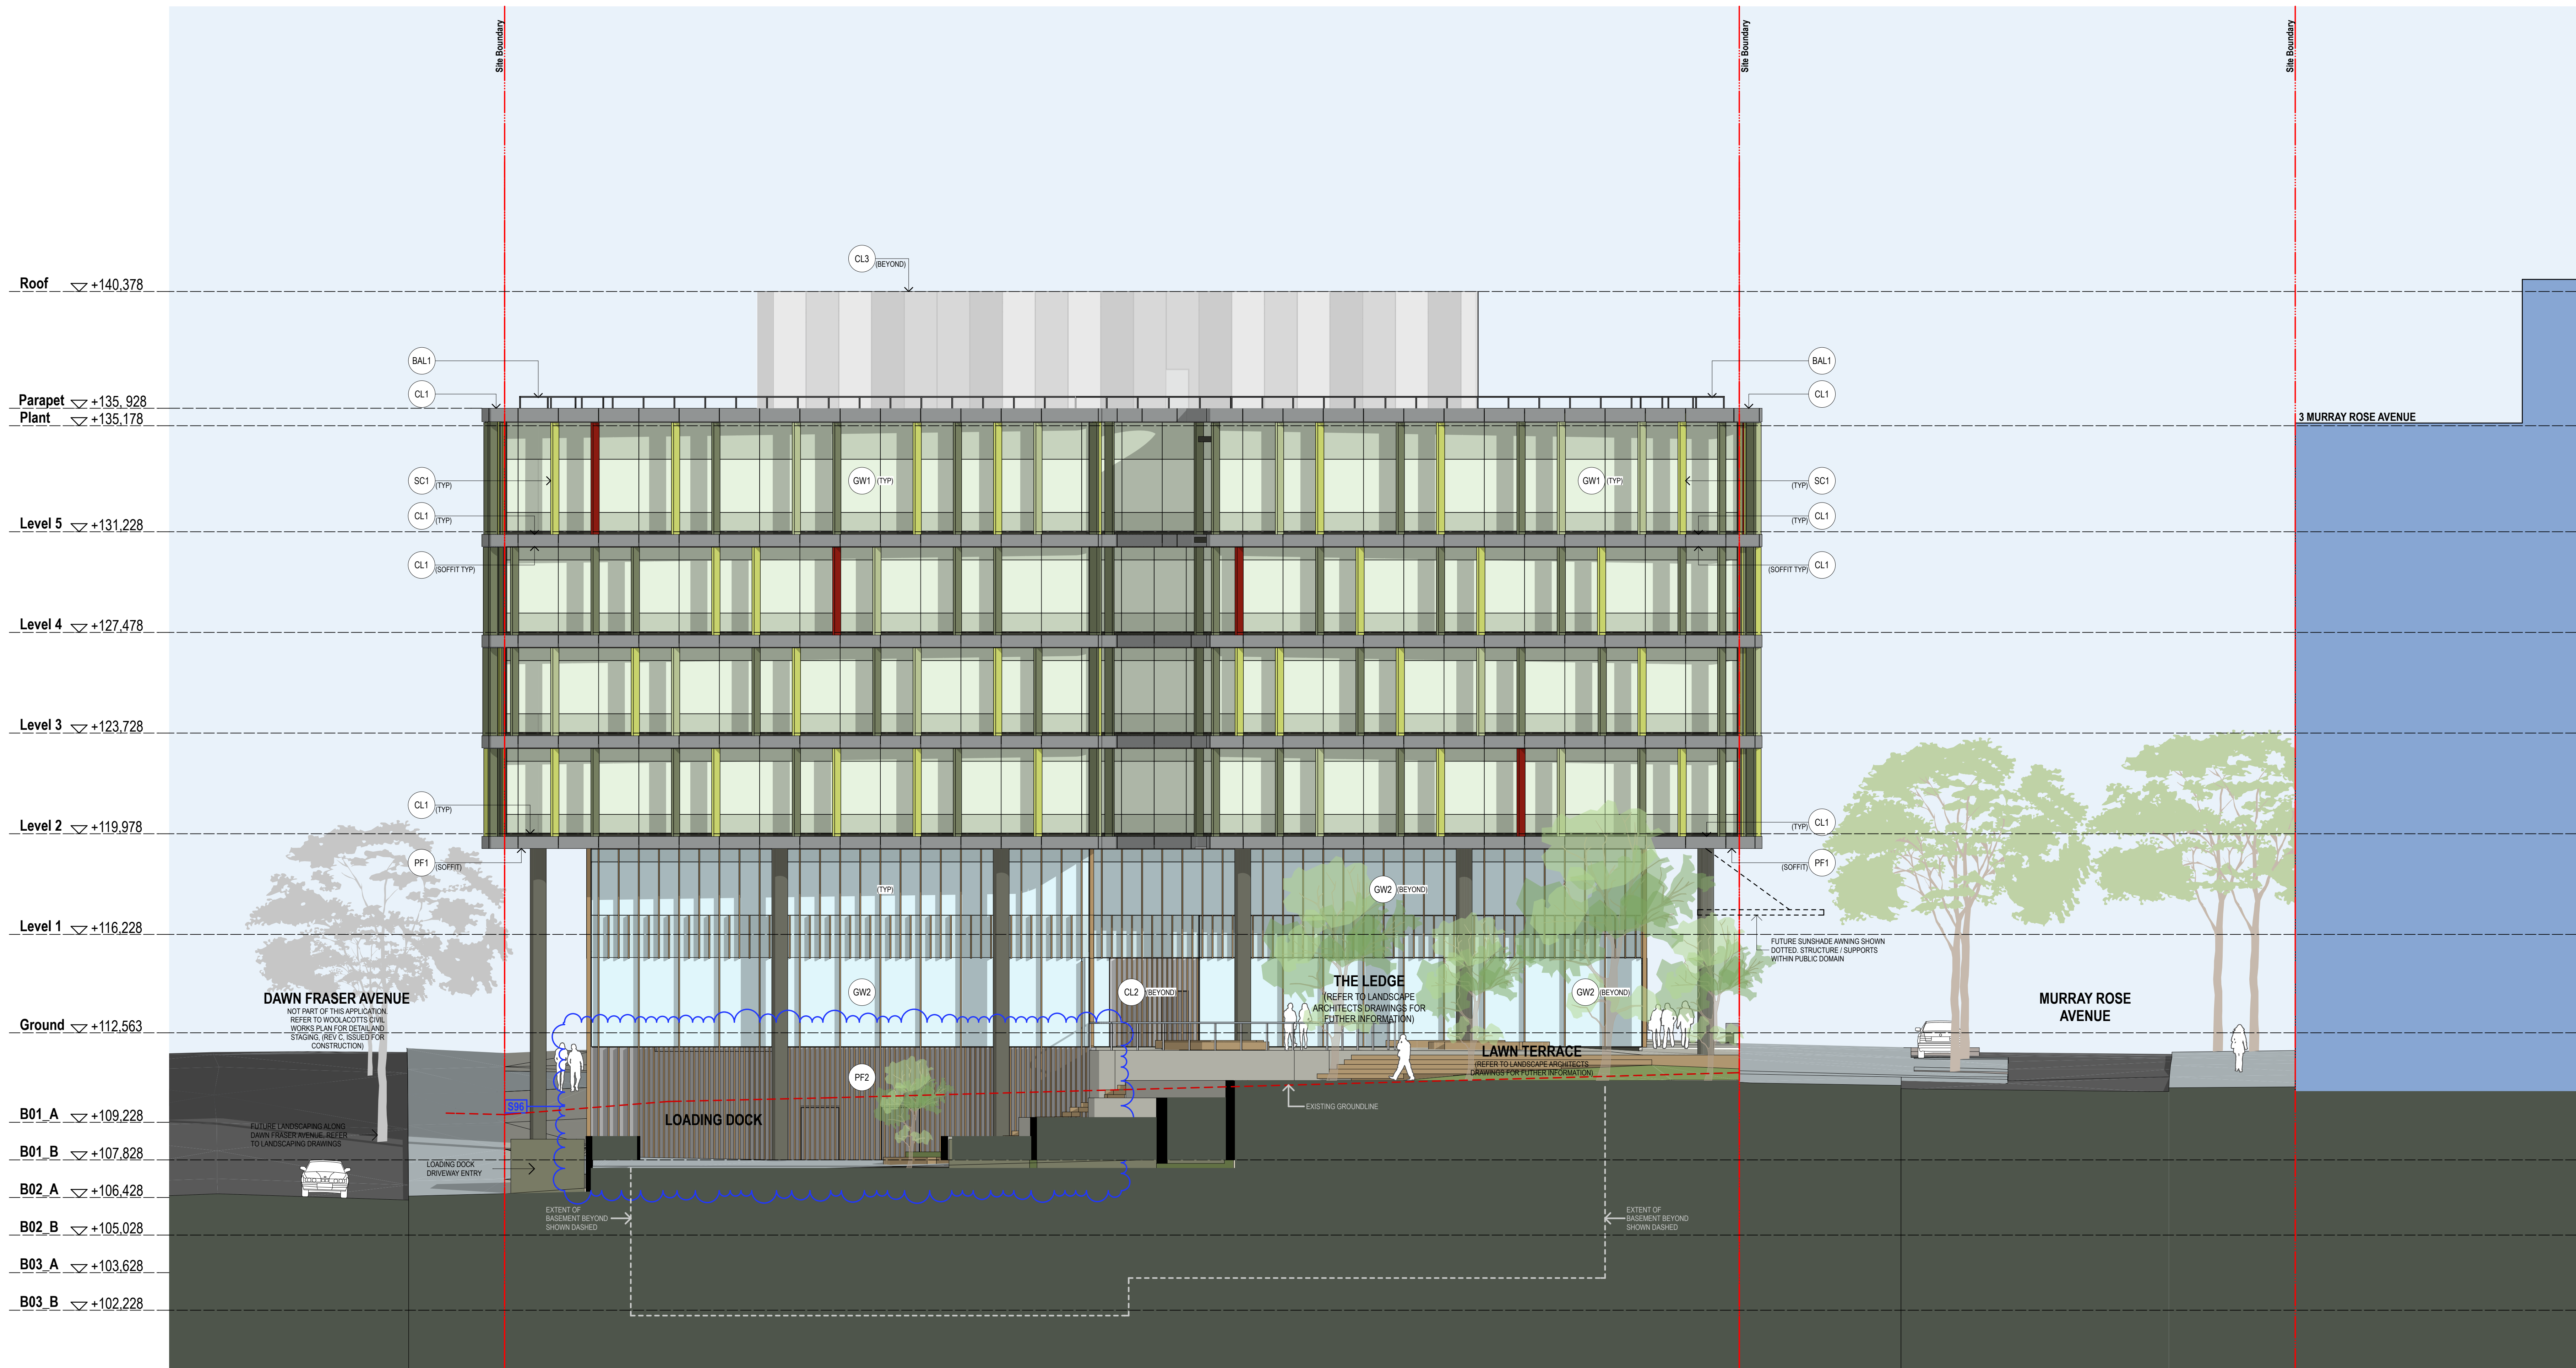 Site Boundary
Site Boundary
Site Boundary
CL3
(BEYOND)
Roof +140,378
BAL1
BAL1
CL1
CL1
Parapet +135, 928
Plant +135,178
3 MURRAY ROSE AVENUE
SC1
(TYP)
GW1 (TYP)
GW1 (TYP)
(TYP)
SC1
CL1
(TYP)
(TYP)
CL1
Level 5 +131,228
CL1
(SOFFIT TYP)
(SOFFIT TYP)
CL1
Level 4 +127,478
Level 3 +123,728
CL1
(TYP)
(TYP)
CL1
Level 2 +119,978
PF1
(SOFFIT)
(SOFFIT)
PF1
(TYP)
GW2 (BEYOND)
Level 1 +116,228
FUTURE SUNSHADE AWNING SHOWN
DOTTED. STRUCTURE / SUPPORTS
WITHIN PUBLIC DOMAIN
DAWN FRASER AVENUE
NOT PART OF THIS APPLICATION.
REFER TO WOOLACOTTS CIVIL
WORKS PLAN FOR DETAIL AND
STAGING, (REV C, ISSUED FOR
CONSTRUCTION)
GW2
CL2 (BEYOND)
THE LEDGE
(REFER TO LANDSCAPE
ARCHITECTS DRAWINGS FOR
FUTHER INFORMATION)
GW2 (BEYOND)
MURRAY ROSE
AVENUE
Ground +112,563
LAWN TERRACE
(REFER TO LANDSCAPE ARCHITECTS
DRAWINGS FOR FUTHER INFORMATION)
PF2
S96
EXISTING GROUNDLINE
B01_A +109,228
LOADING DOCK
FUTURE LANDSCAPING ALONG
DAWN FRASER AVENUE. REFER
TO LANDSCAPING DRAWINGS
B01_B +107,828
LOADING DOCK
DRIVEWAY ENTRY
B02_A +106,428
EXTENT OF
BASEMENT BEYOND
SHOWN DASHED
EXTENT OF
BASEMENT BEYOND
SHOWN DASHED
B02_B +105,028
B03_A +103,628
B03_B +102,228